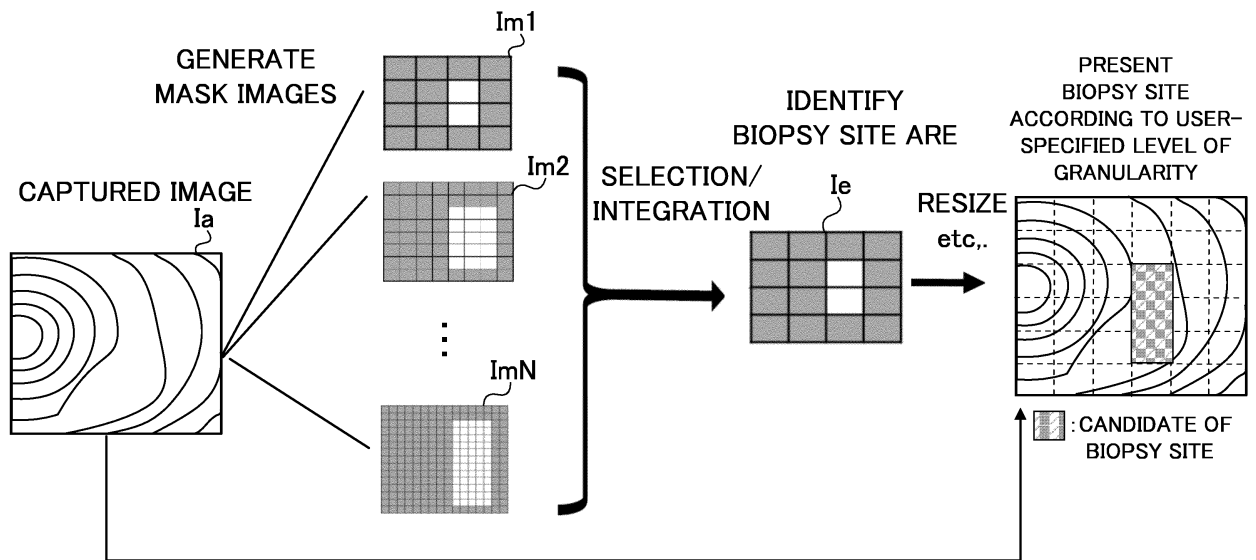 GENERATE
MASK IMAGES
Im1
Im2
ImN
CAPTURED IMAGE
Ia
SELECTION/
INTEGRATION
IDENTIFY
BIOPSY SITE ARE
Ie
RESIZE
etc,.
PRESENT
BIOPSY SITE
ACCORDING TO USER-
SPECIFIED LEVEL OF
GRANULARITY
:CANDIDATE OF
BIOPSY SITE